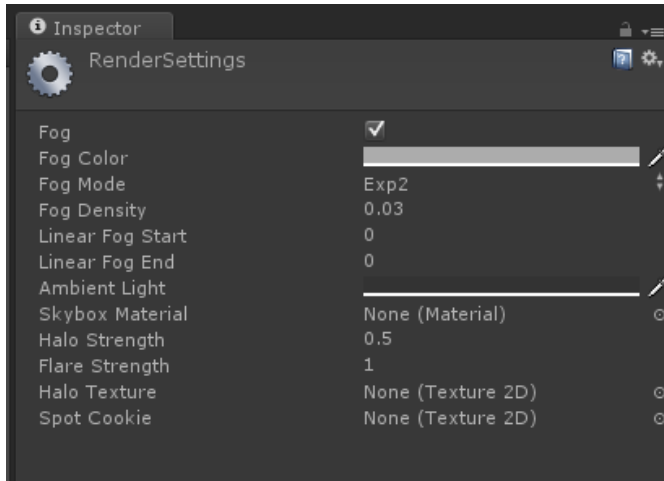 Inspector
RenderSettings
Fog
Fog Color
Fog Mode Exp2
Fog Density 0.03
Linear Fog Start 0
Linear Fog End 0
Ambient Light
Skybox Material None (Material)
Halo Strength 0.5
Flare Strength 1
Halo Texture None (Texture 2D)
Spot Cookie None (Texture 2D)